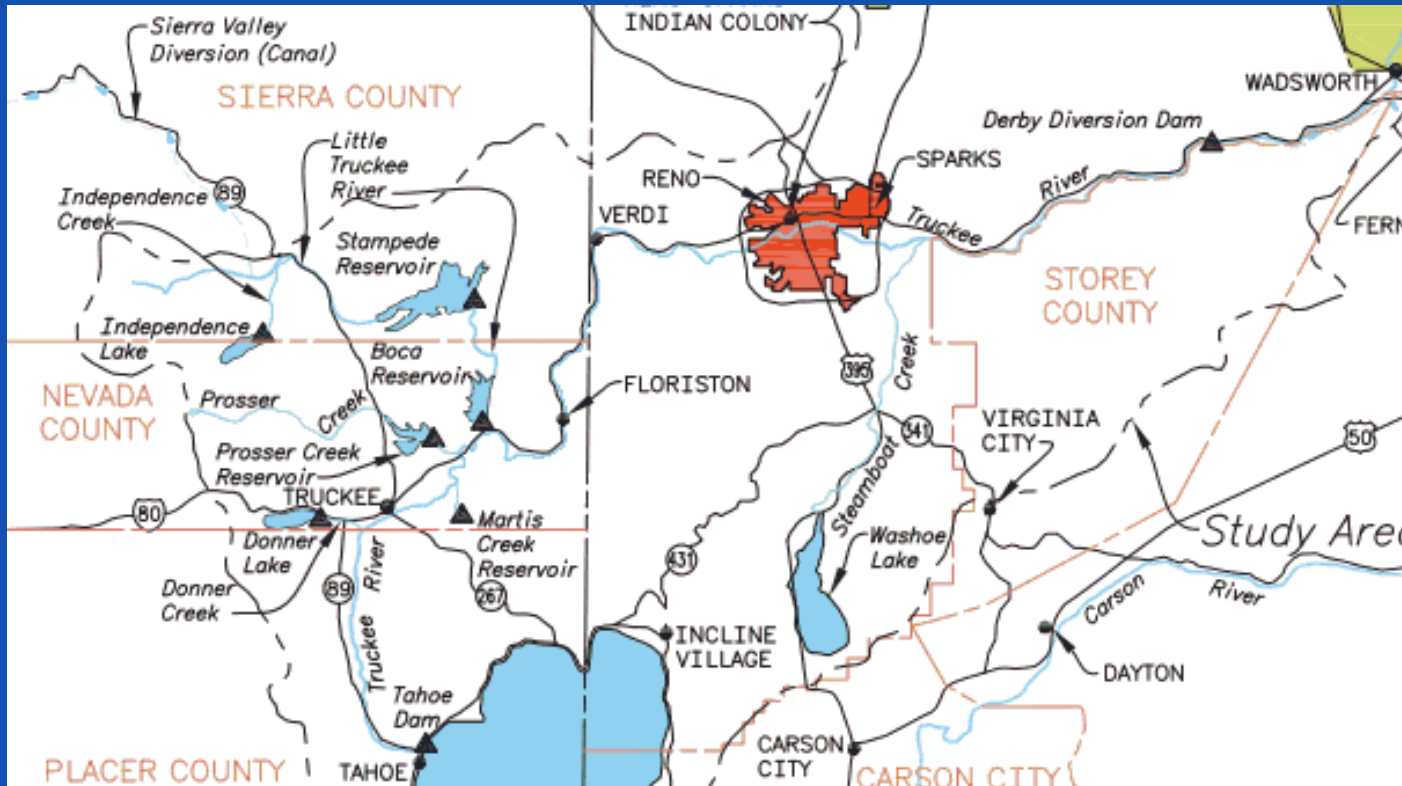 INDIAN COLONY
Sierra Valley
Diversion (Canal)
SIERRA COUNTY
WADSWORTH
Derby Diversion Dam
Little
Truckee
River
SPARKS
Independence
Creek
89
RENO
River
VERDI
Truckee
Stampede
Reservoir
STOREY
COUNTY
Independence
Lake
Boca
Reservoir
Creek
395
FLORISTON
NEVADA
COUNTY
Prosser
Creek
VIRGINIA
CITY
341
50
Prosser Creek
Reservoir
TRUCKEE
80
Martis
Creek
Reservoir
Steamboat
Washoe
Lake
Study Area
Donner
Lake
River
431
Donner
Creek
89
267
Carson
River
Truckee
INCLINE
VILLAGE
DAYTON
Tahoe
Dam
PLACER COUNTY
TAHOE
CARSON
CITY
CARSON CITY